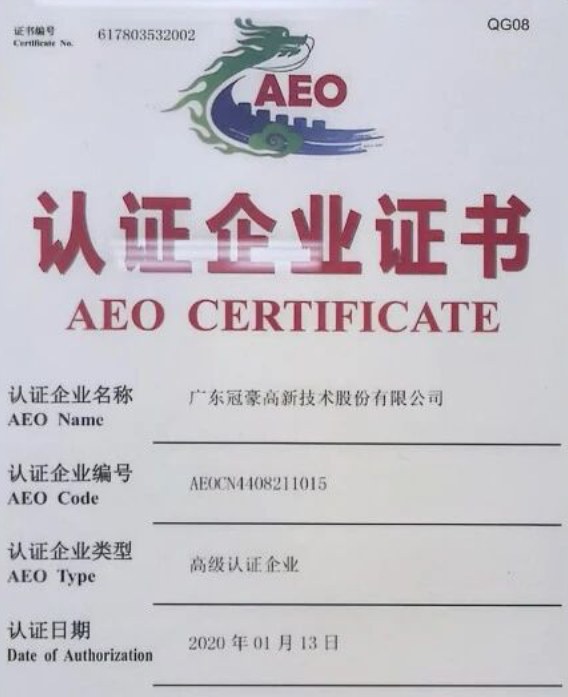 证书编号 617803532002 QG08
Certificate No.
AEO
认证企业证书
AEO CERTIFICATE
认证企业名称 广东冠豪高新技术股份有限公司
AEO Name
认证企业编号 AEOCN4408211015
AEO Code
认证企业类型 高级认证企业
AEO Type
认证日期 2020 年 01 月 13 日
Date of Authorization